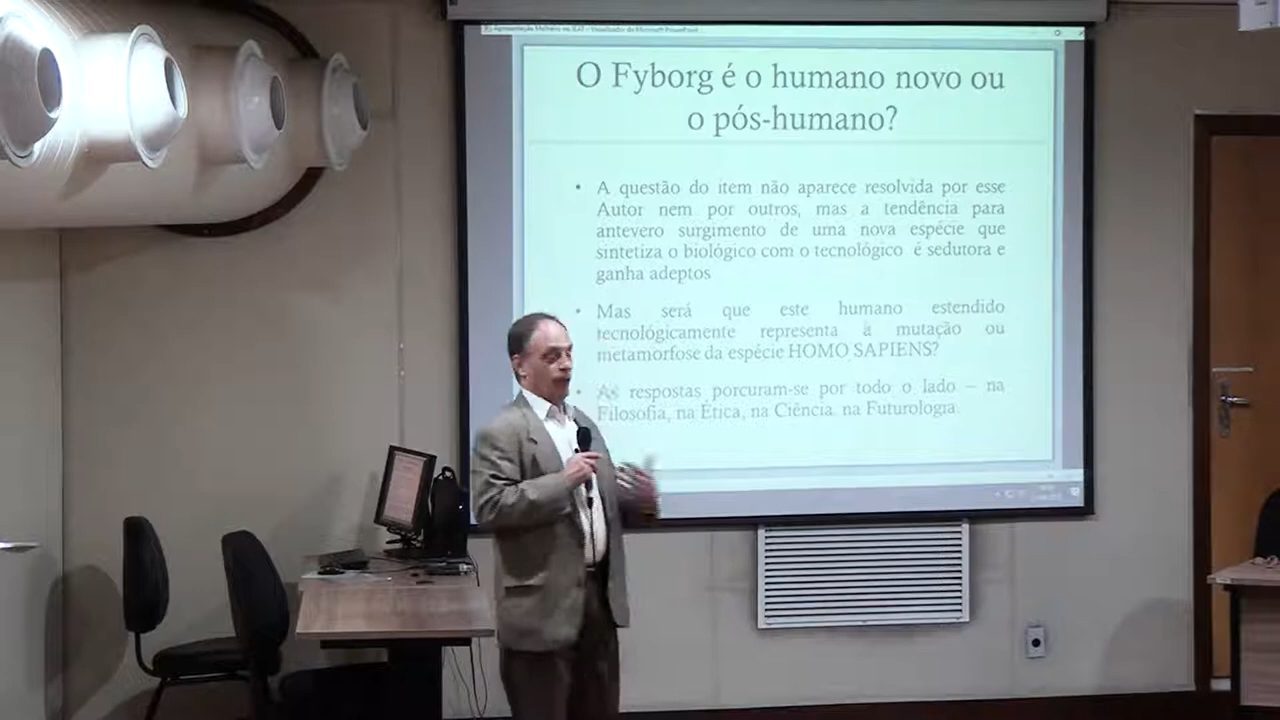 O Fyborg é o humano novo ou
o pós-humano?
• A questão do item não aparece resolvida por esse
Autor nem por outros, mas a tendência para
antevero surgimento de uma nova espécie que
sintetiza o biológico com o tecnológico é sedutora e
ganha adeptos
• Mas será que este humano estendido
tecnológicamente representa a mutação ou
metamorfose da espécie HOMO SAPIENS?
• As respostas porcuram-se por todo o lado – na
Filosofia, na Ética, na Ciência. na Futurologia.